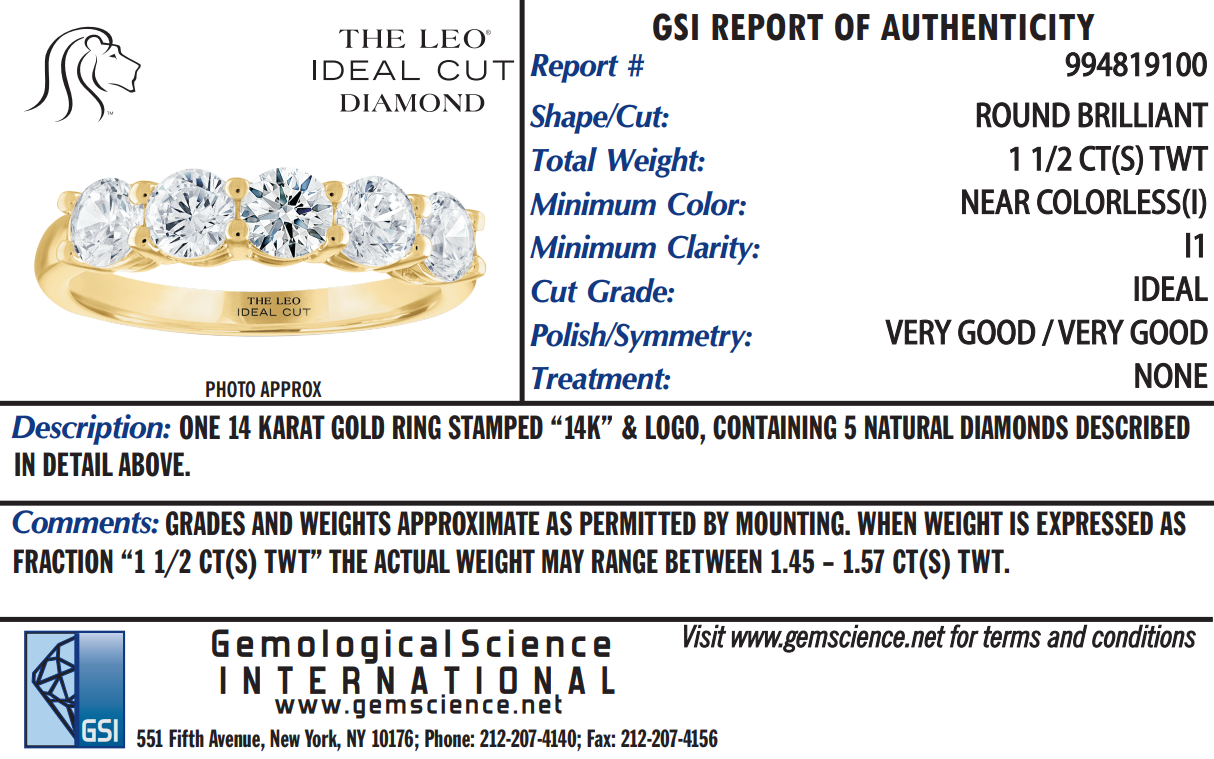 THE LEO®
IDEAL CUT
DIAMOND
™
THE LEO
IDEAL CUT
PHOTO APPROX
GSI REPORT OF AUTHENTICITY
Report # 994819100
Shape/Cut: ROUND BRILLIANT
Total Weight: 1 1/2 CT(S) TWT
Minimum Color: NEAR COLORLESS(I)
Minimum Clarity: I1
Cut Grade: IDEAL
Polish/Symmetry: VERY GOOD / VERY GOOD
Treatment: NONE
Description: ONE 14 KARAT GOLD RING STAMPED “14K” & LOGO, CONTAINING 5 NATURAL DIAMONDS DESCRIBED
IN DETAIL ABOVE.
Comments: GRADES AND WEIGHTS APPROXIMATE AS PERMITTED BY MOUNTING. WHEN WEIGHT IS EXPRESSED AS
FRACTION “1 1/2 CT(S) TWT” THE ACTUAL WEIGHT MAY RANGE BETWEEN 1.45 – 1.57 CT(S) TWT.
GSI
GemologicalScience
INTERNATIONAL
www.gemscience.net
Visit www.gemscience.net for terms and conditions
551 Fifth Avenue, New York, NY 10176; Phone: 212-207-4140; Fax: 212-207-4156